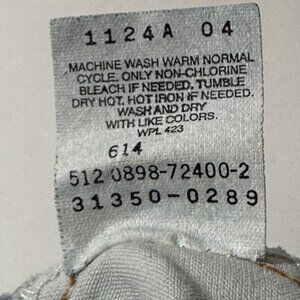 1124A 04
MACHINE WASH WARM NORMAL
CYCLE. ONLY NON-CHLORINE
BLEACH IF NEEDED. TUMBLE
DRY HOT. HOT IRON IF NEEDED.
WASH AND DRY
WITH LIKE COLORS.
WPL 423
614
512 0898-72400-2
31350-0289